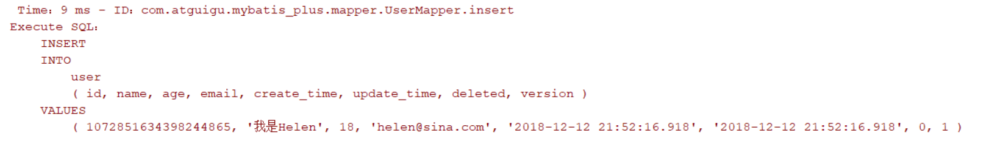 Time：9 ms - ID：com.atguigu.mybatis_plus.mapper.UserMapper.insert
Execute SQL：
INSERT
INTO
user
( id, name, age, email, create_time, update_time, deleted, version )
VALUES
( 1072851634398244865, '我是Helen', 18, 'helen@sina.com', '2018-12-12 21:52:16.918', '2018-12-12 21:52:16.918', 0, 1 )